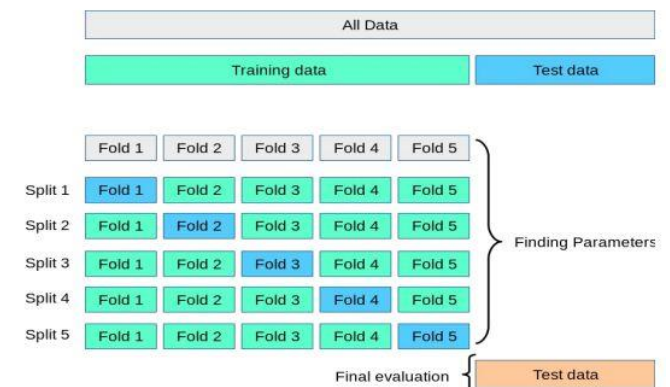 All Data
Training data Test data
Fold 1 Fold 2 Fold 3 Fold 4 Fold 5
Split 1 Fold 1 Fold 2 Fold 3 Fold 4 Fold 5
Split 2 Fold 1 Fold 2 Fold 3 Fold 4 Fold 5
Finding Parameters
Split 3 Fold 1 Fold 2 Fold 3 Fold 4 Fold 5
Split 4 Fold 1 Fold 2 Fold 3 Fold 4 Fold 5
Split 5 Fold 1 Fold 2 Fold 3 Fold 4 Fold 5
Final evaluation Test data